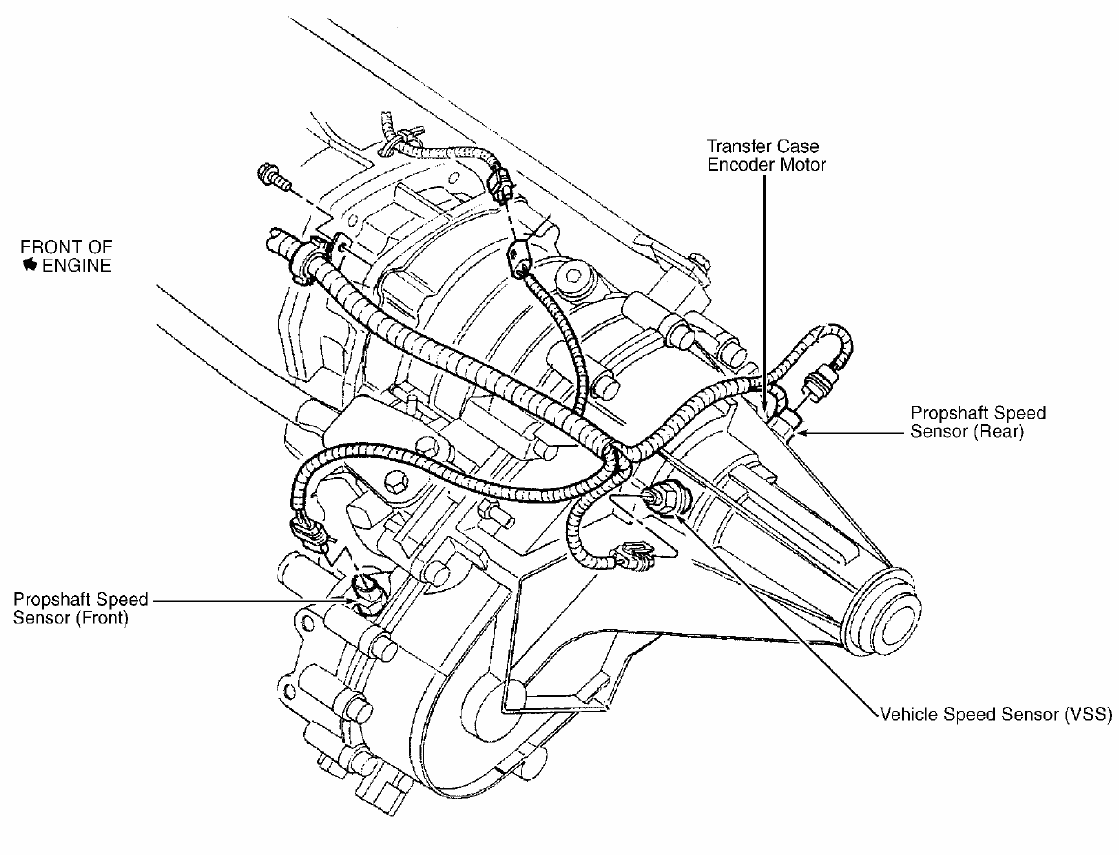 Transfer Case
Encoder Motor
FRONT OF
ENGINE
Propshaft Speed
Sensor (Rear)
Propshaft Speed
Sensor (Front)
Vehicle Speed Sensor (VSS)